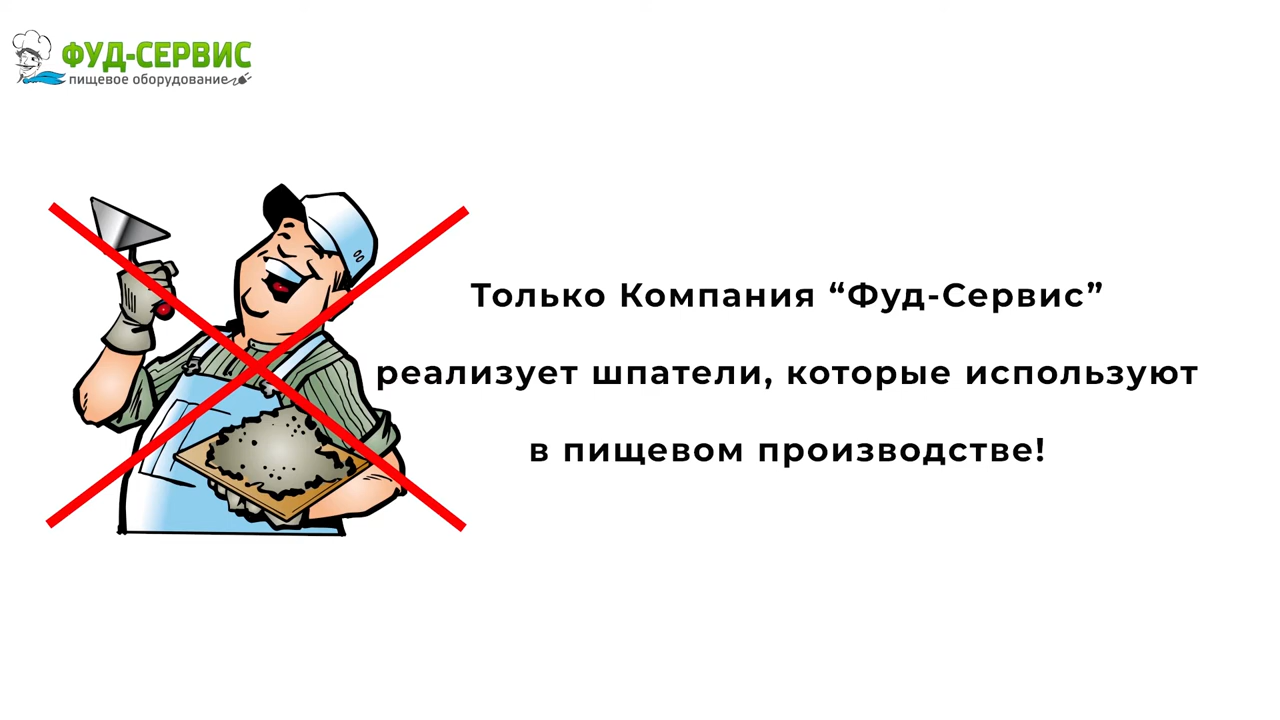 ФУД-СЕРВИС
пищевое оборудование
Только Компания “Фуд-Сервис”
реализует шпатели, которые используют
в пищевом производстве!